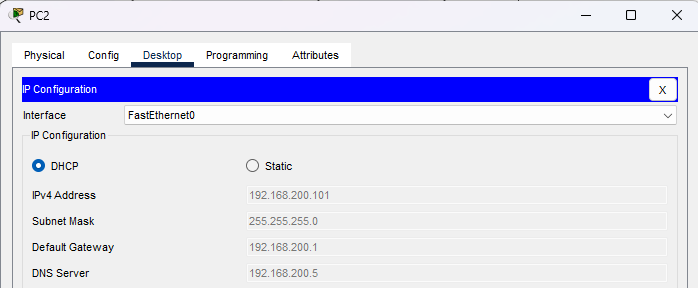 PC2
Physical Config Desktop Programming Attributes
IP Configuration X
Interface FastEthernet0
IP Configuration
DHCP Static
IPv4 Address 192.168.200.101
Subnet Mask 255.255.255.0
Default Gateway 192.168.200.1
DNS Server 192.168.200.5